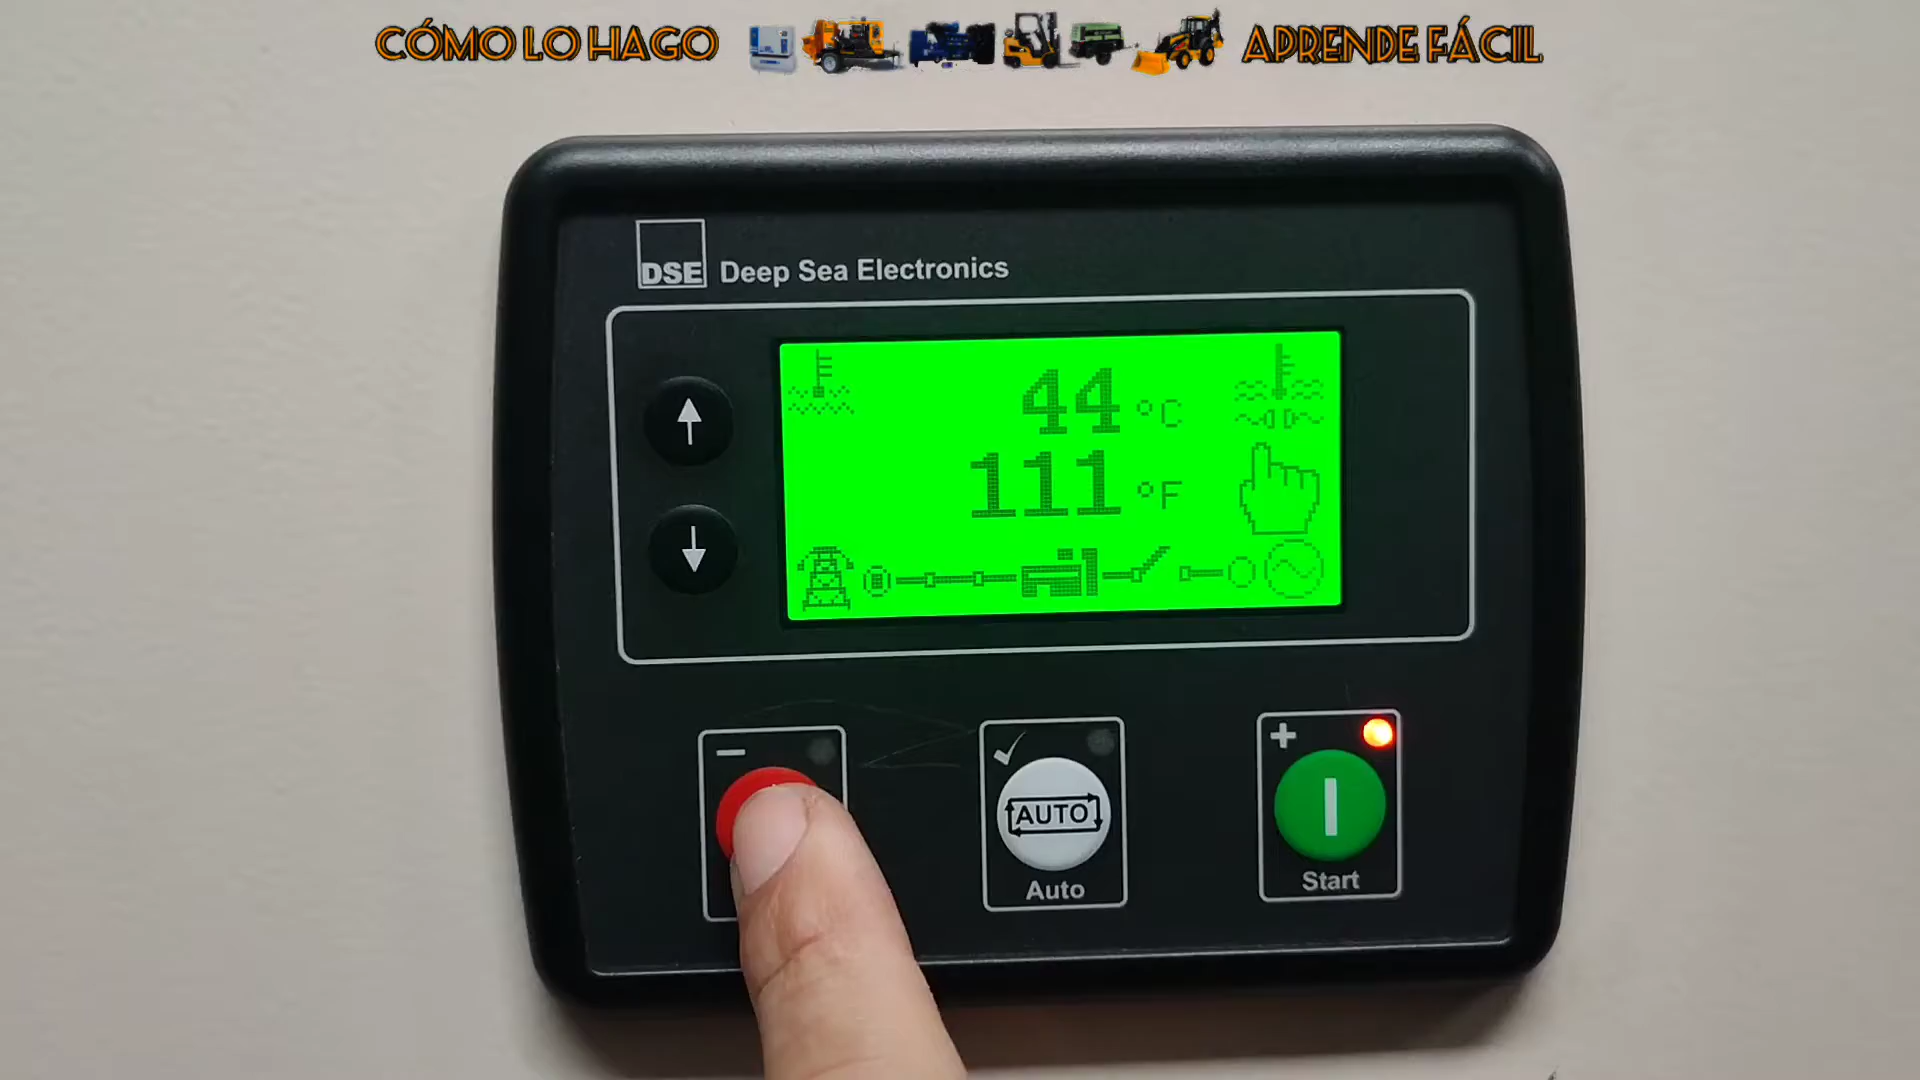 CÓMO LO HAGO APRENDE FÁCIL
DSE Deep Sea Electronics
44 °C
111 °F
AUTO
Auto
Start